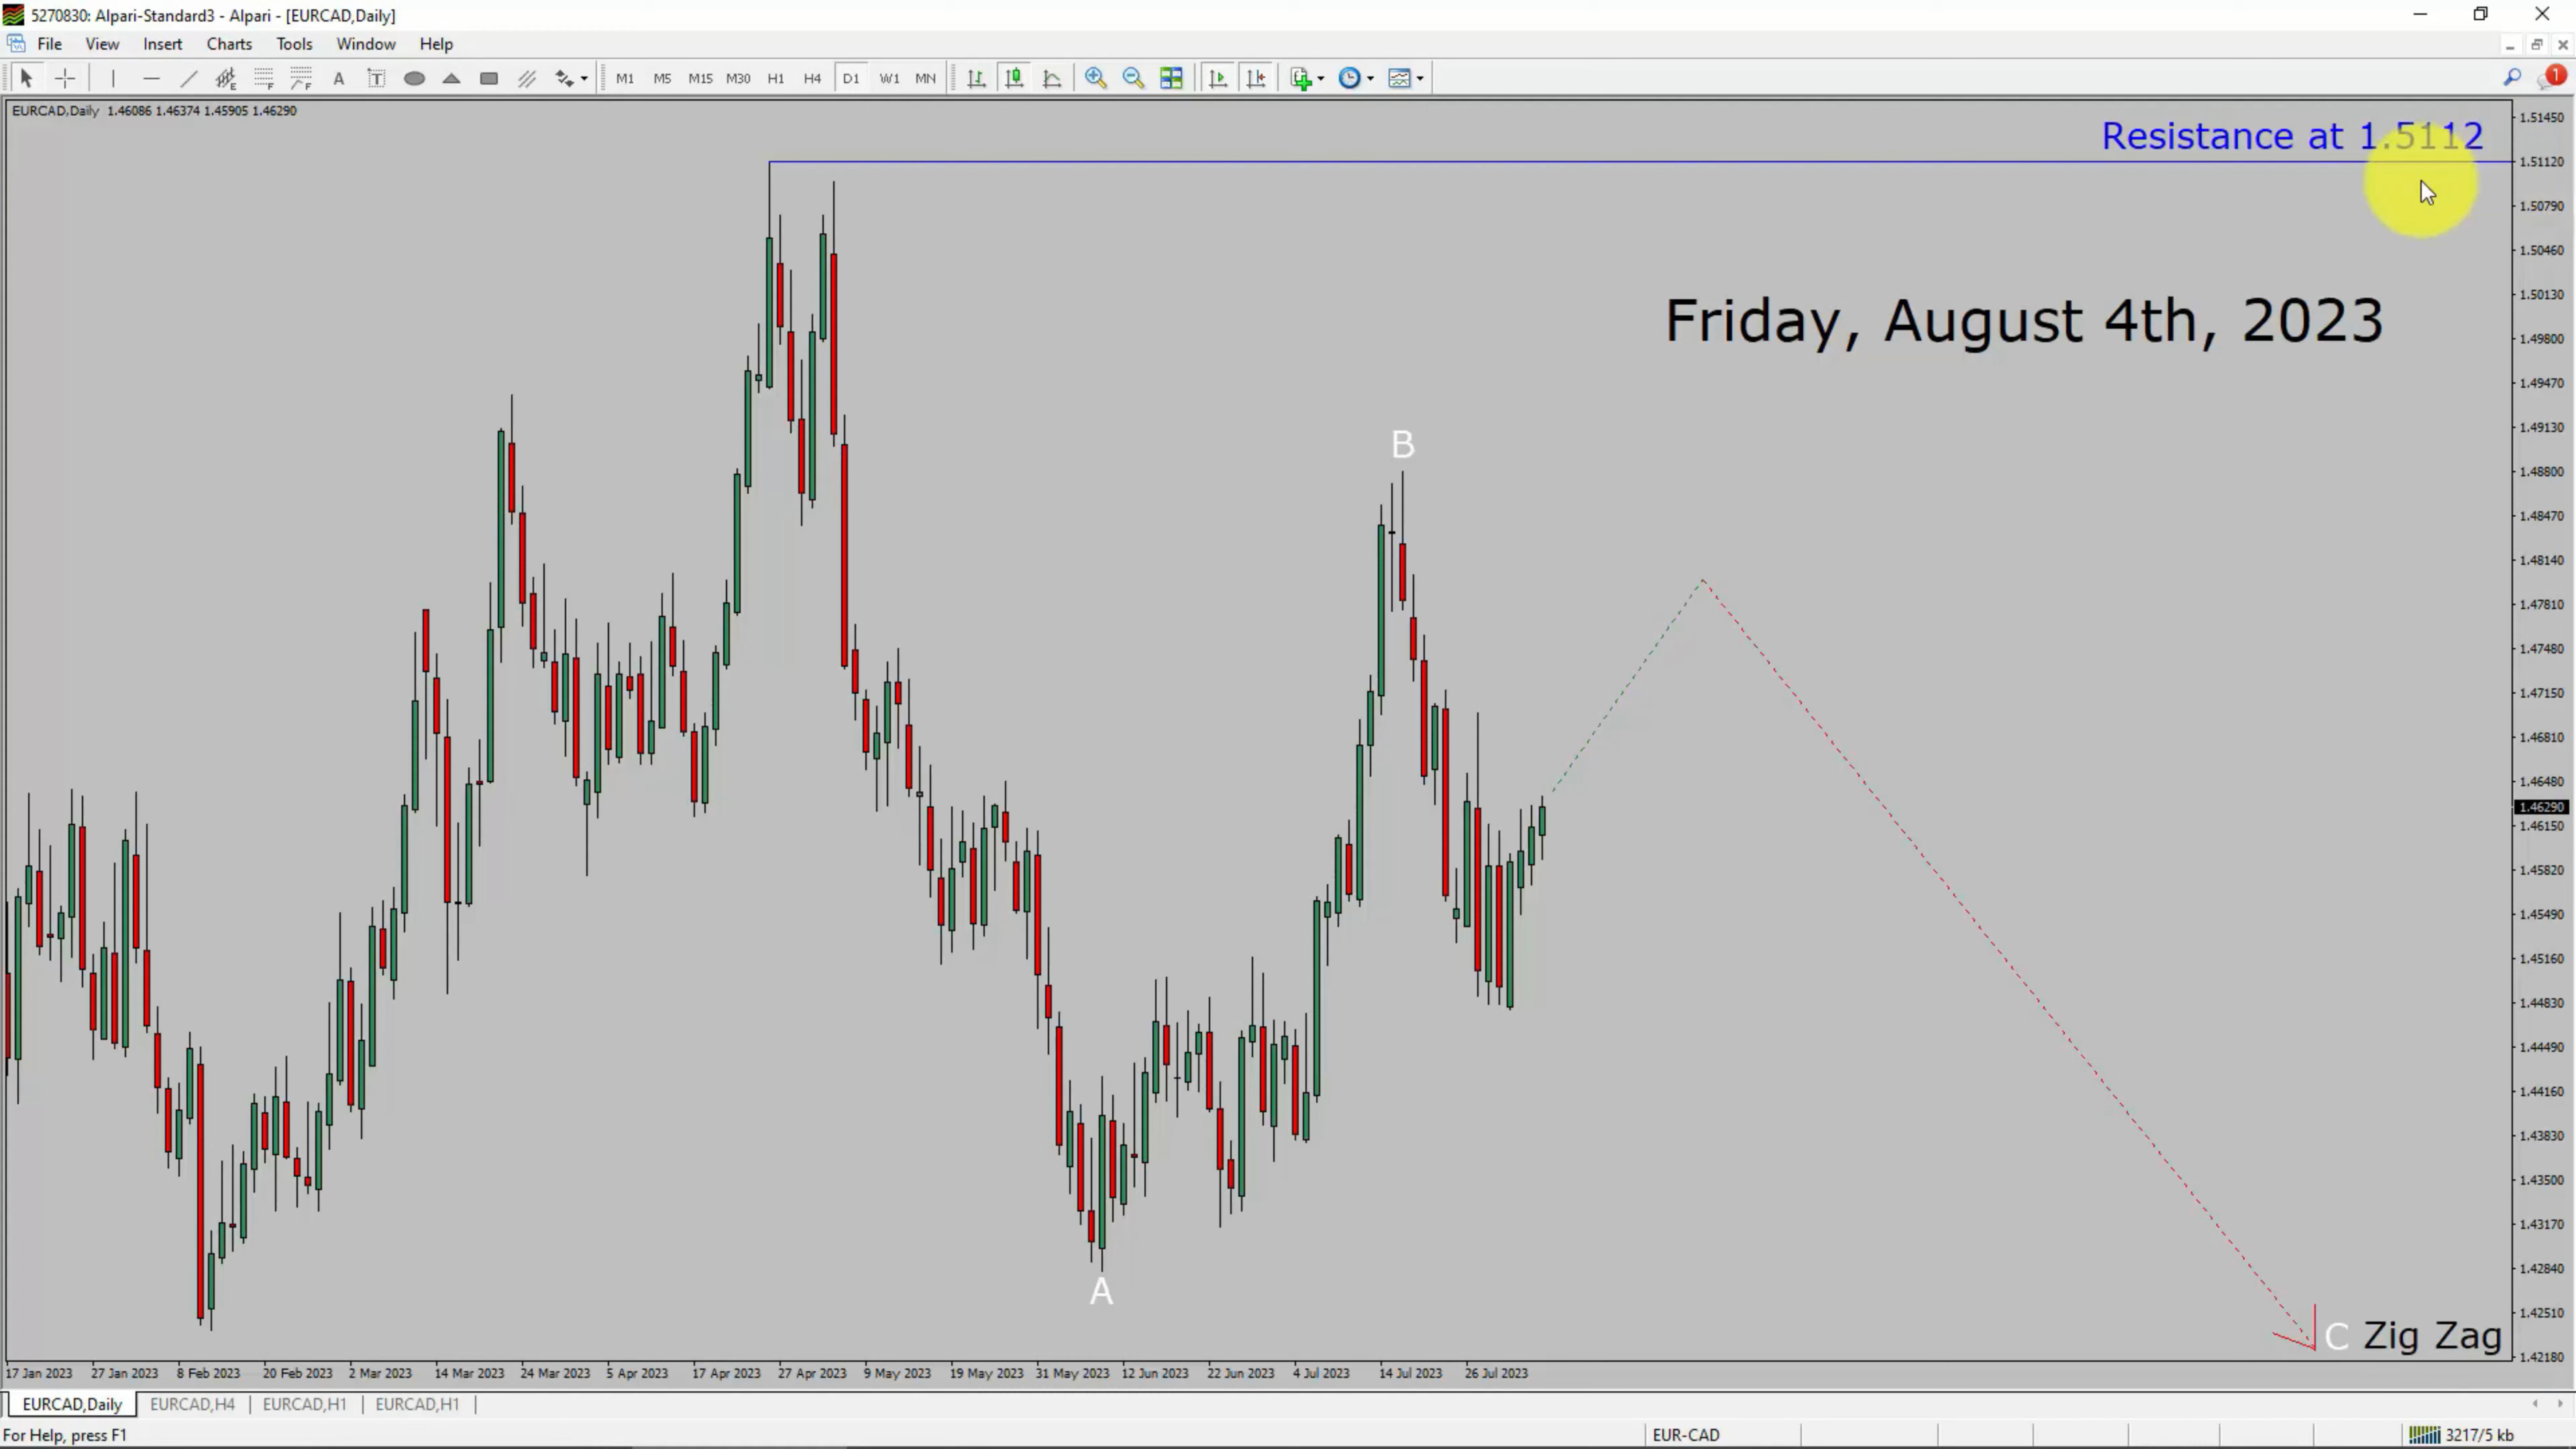 5270830: Alpari-Standard3 - Alpari - [EURCAD,Daily]
File View Insert Charts Tools Window Help
E F F A T M1 M5 M15 M30 H1 H4 D1 W1 MN 1
EURCAD,Daily 1.46086 1.46374 1.45905 1.46290
Resistance at 1.5112
Friday, August 4th, 2023
B
A
C Zig Zag
1.51450
1.51120
1.50790
1.50460
1.50130
1.49800
1.49470
1.49130
1.48800
1.48470
1.48140
1.47810
1.47480
1.47150
1.46810
1.46480
1.46290
1.46150
1.45820
1.45490
1.45160
1.44830
1.44490
1.44160
1.43830
1.43500
1.43170
1.42840
1.42510
1.42180
17 Jan 2023 27 Jan 2023 8 Feb 2023 20 Feb 2023 2 Mar 2023 14 Mar 2023 24 Mar 2023 5 Apr 2023 17 Apr 2023 27 Apr 2023 9 May 2023 19 May 2023 31 May 2023 12 Jun 2023 22 Jun 2023 4 Jul 2023 14 Jul 2023 26 Jul 2023
EURCAD,Daily EURCAD,H4 EURCAD,H1 EURCAD,H1
For Help, press F1 EUR-CAD 3217/5 kb